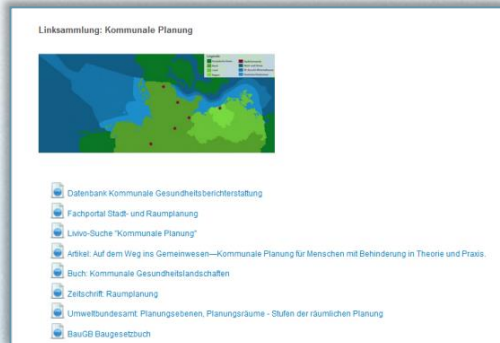 Linksammlung: Kommunale Planung
Datenbank Kommunale Gesundheitsberichterstattung
Fachportal Stadt- und Raumplanung
Livivo-Suche "Kommunale Planung"
Artikel: Auf dem Weg ins Gemeinwesen—Kommunale Planung für Menschen mit Behinderung in Theorie und Praxis.
Buch: Kommunale Gesundheitslandschaften
Zeitschrift: Raumplanung
Umweltbundesamt: Planungsebenen, Planungsräume - Stufen der räumlichen Planung
BauGB Baugesetzbuch